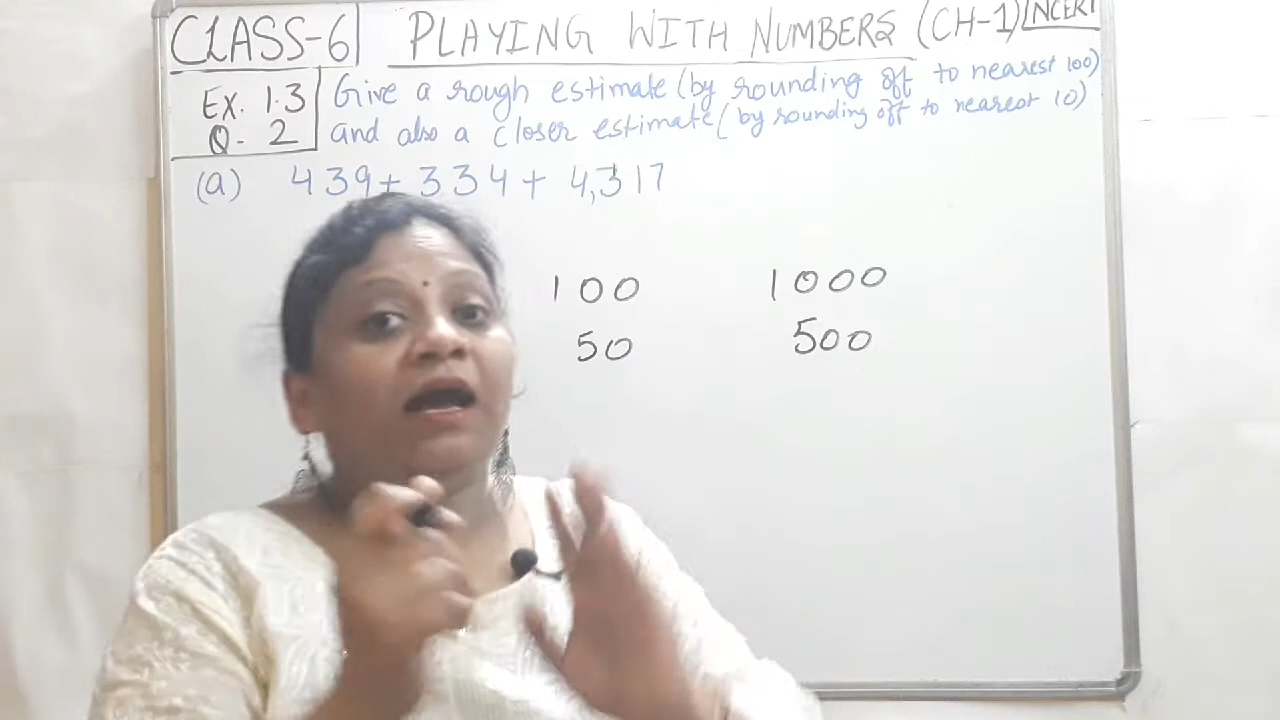 CLASS-6 PLAYING WITH NUMBERS (CH-1) NCERT
Ex. 1.3 Give a rough estimate (by rounding off to nearest 100)
Q- 2 and also a closer estimate (by rounding off to nearest 10)
(a) 439 + 334 + 4,317
100 1000
50 500